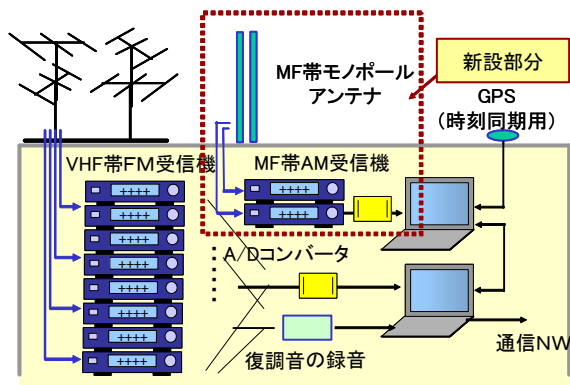 MF帯モノポール
アンテナ
新設部分
GPS
(時刻同期用)
VHF帯FM受信機
MF帯AM受信機
++++
++++
++++
++++
++++
++++
++++
++++
++++
++++
A/Dコンバータ
復調音の録音
通信NW